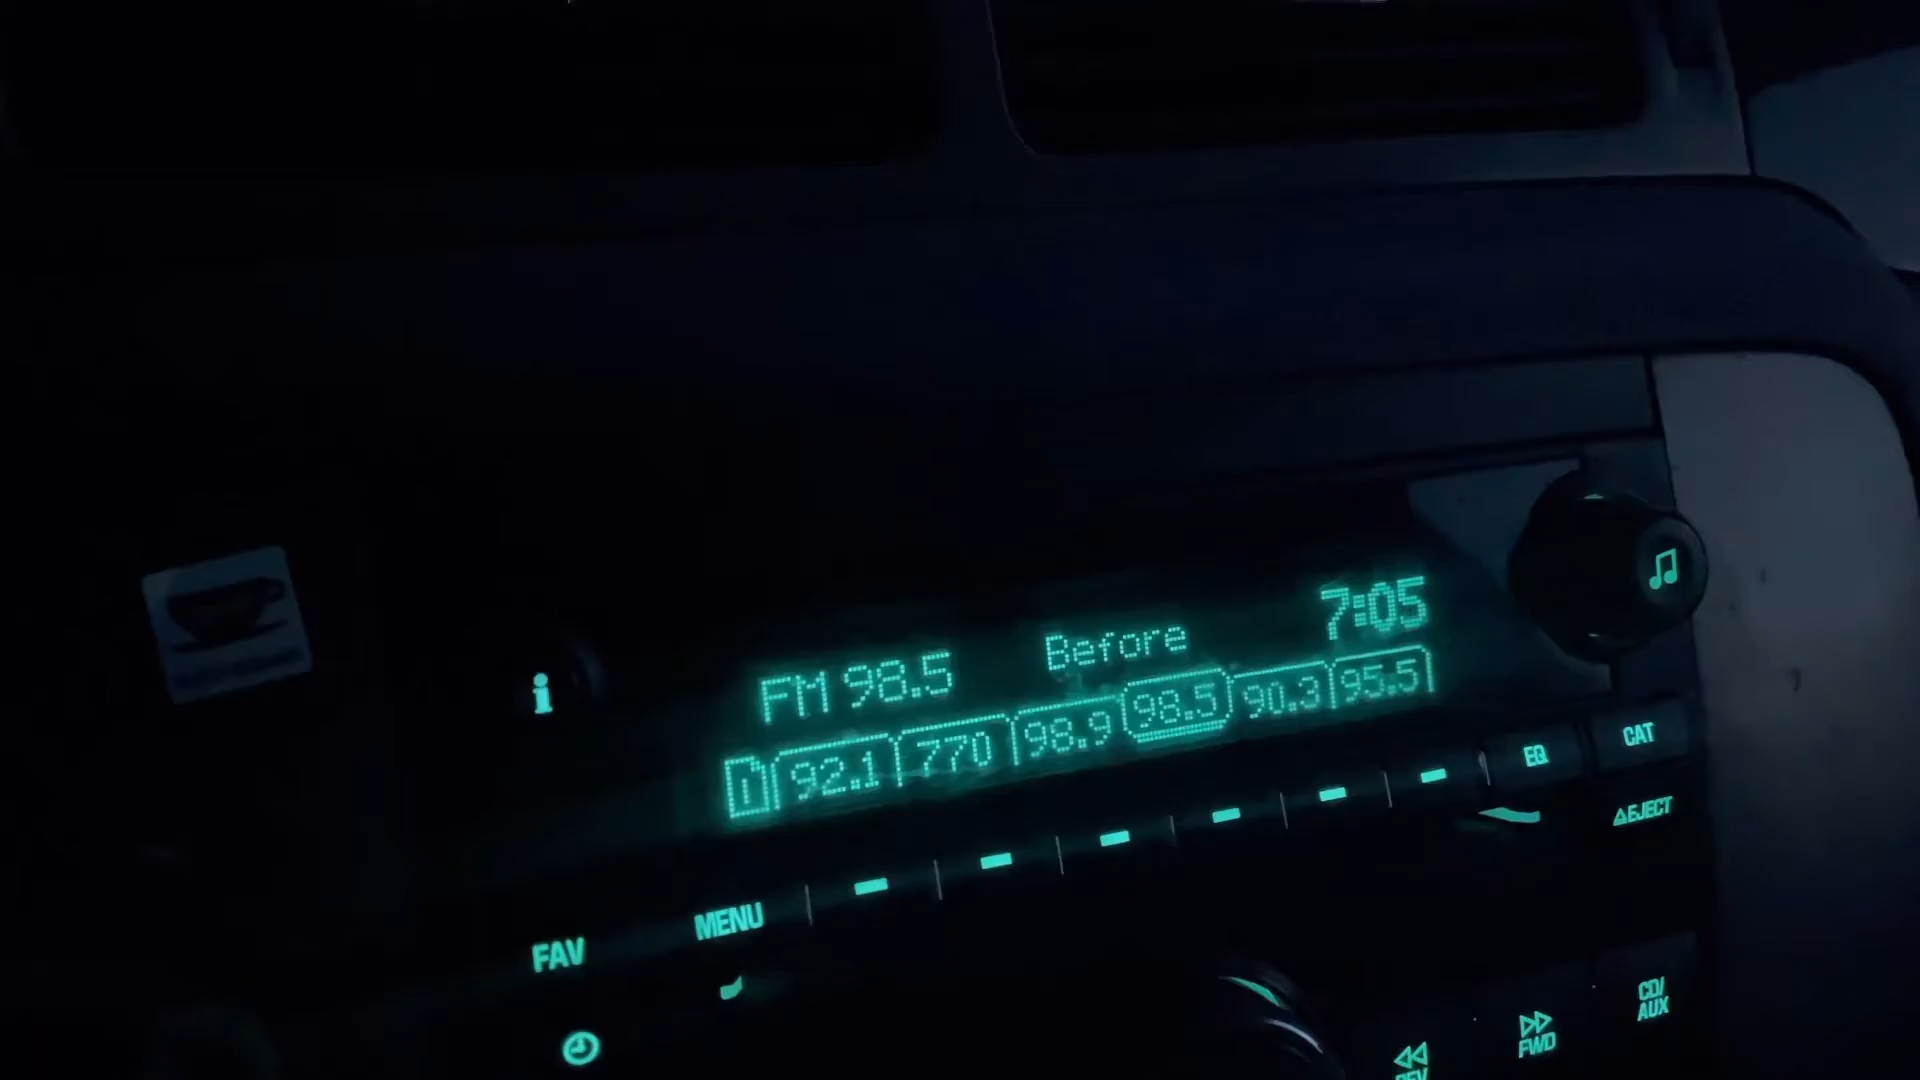 FM 98.5 Before 7:05
1 92.1 770 98.9 98.5 90.3 95.5
EQ CAT
EJECT
FAV MENU
CD/
AUX
FWD
REV